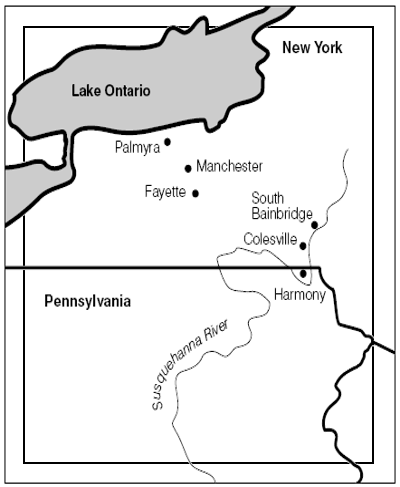 New York
Lake Ontario
Palmyra
Manchester
Fayette
South
Bainbridge
Colesville
Harmony
Pennsylvania
Susquehanna River